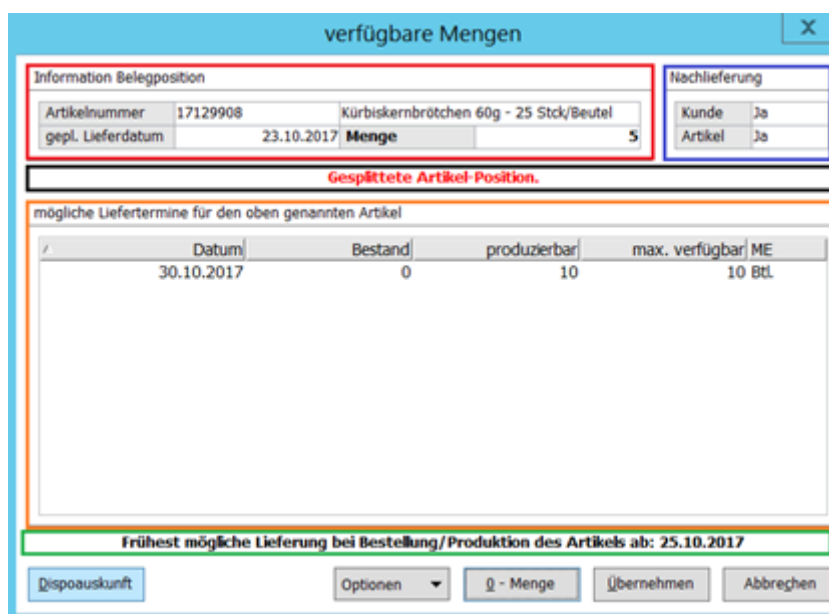 verfügbare Mengen
X
Information Belegposition
Nachlieferung
Artikelnummer 17129908 Kürbiskernbrötchen 60g - 25 Stck/Beutel
Kunde Ja
gepl. Lieferdatum 23.10.2017 Menge 5
Artikel Ja
Gesplittete Artikel-Position.
mögliche Liefertermine für den oben genannten Artikel
Datum Bestand produzierbar max. verfügbar ME
30.10.2017 0 10 10 Btl.
Frühest mögliche Lieferung bei Bestellung/Produktion des Artikels ab: 25.10.2017
Dispoauskunft Optionen 0 - Menge Übernehmen Abbrechen